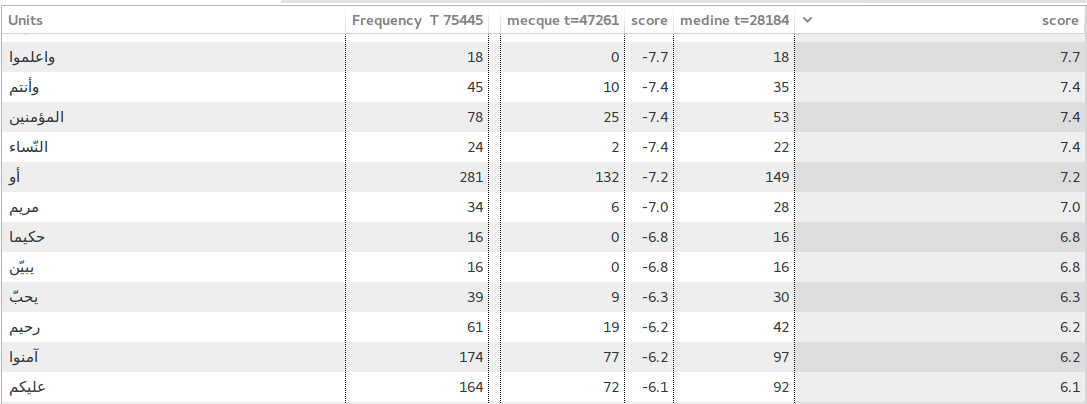 Units Frequency T 75445 mecque t=47261 score medine t=28184 score
واعلموا 18 0 -7.7 18 7.7
وأنتم 45 10 -7.4 35 7.4
المؤمنين 78 25 -7.4 53 7.4
النّساء 24 2 -7.4 22 7.4
أو 281 132 -7.2 149 7.2
مريم 34 6 -7.0 28 7.0
حكيما 16 0 -6.8 16 6.8
يبيّن 16 0 -6.8 16 6.8
يحبّ 39 9 -6.3 30 6.3
رحيم 61 19 -6.2 42 6.2
آمنوا 174 77 -6.2 97 6.2
عليكم 164 72 -6.1 92 6.1